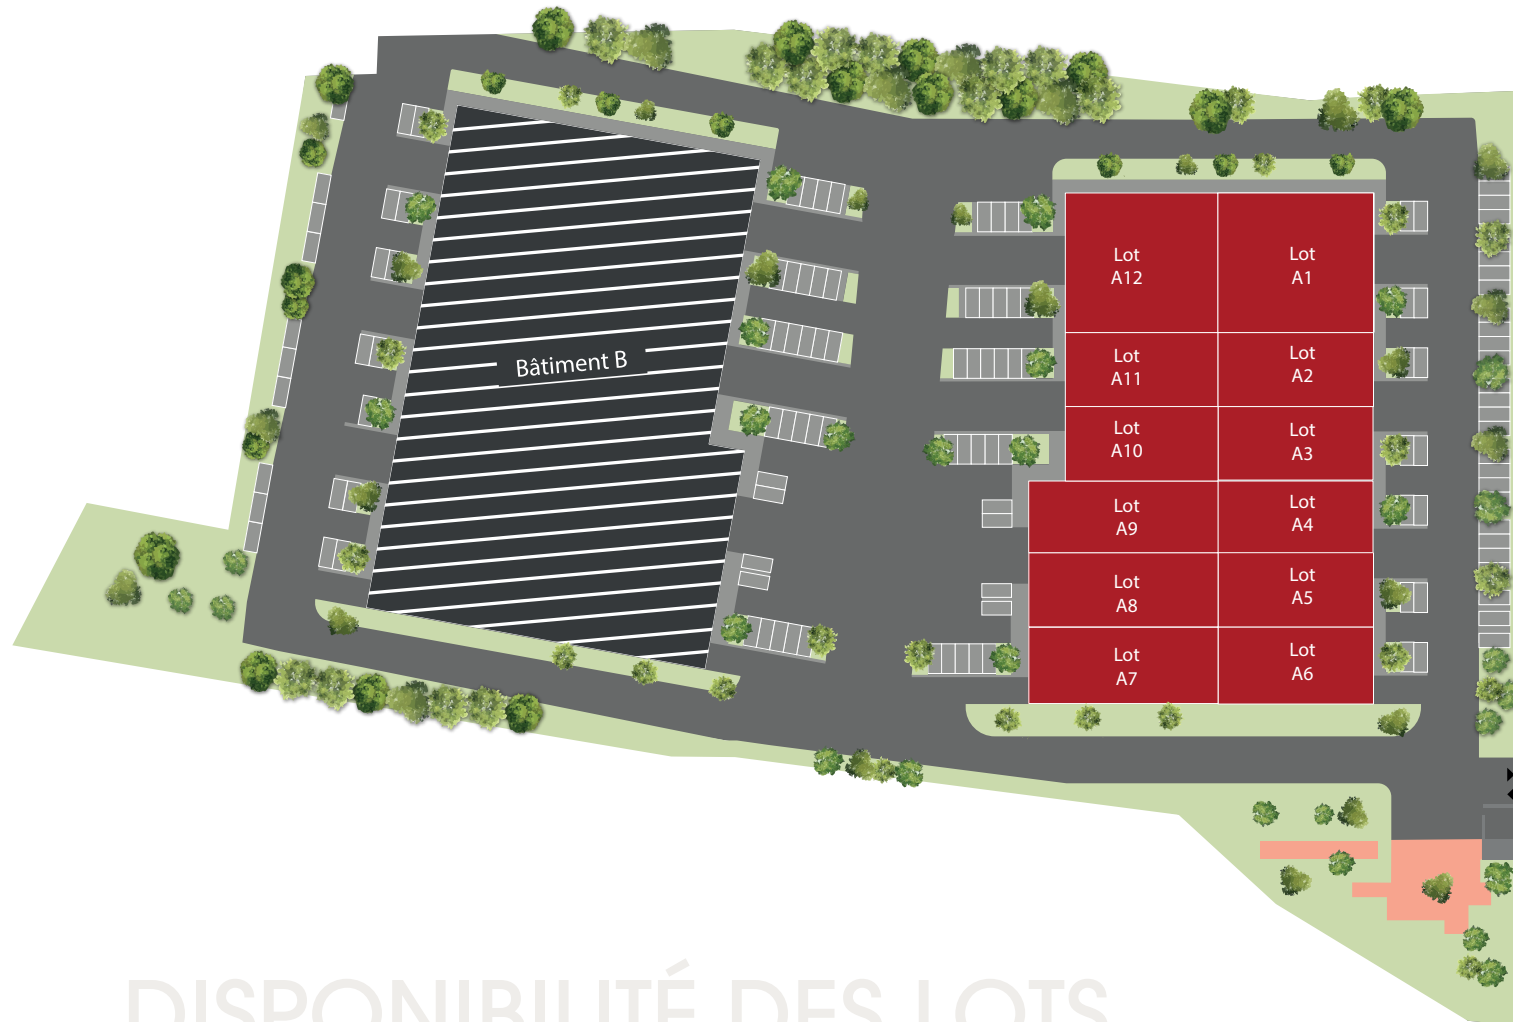 Lot
A12
Lot
A1
Lot
A11
Lot
A2
Bâtiment B
Lot
A10
Lot
A3
Lot
A9
Lot
A4
Lot
A8
Lot
A5
Lot
A7
Lot
A6
DISPONIBILITÉ DES LOTS